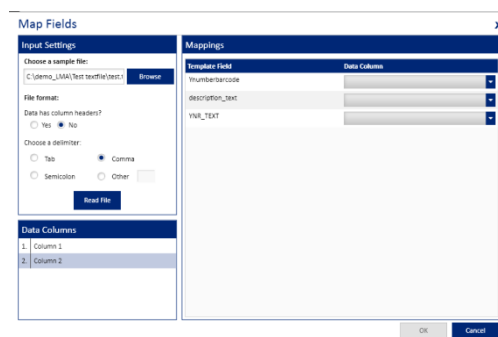 Map Fields
Input Settings
Choose a sample file:
C:\demo_LMA\Test textfile\test.t
Browse
File format:
Data has column headers?
Yes No
Choose a delimiter:
Tab Comma
Semicolon Other
Read File
Data Columns
1. Column 1
2. Column 2
Mappings
Template Field Data Column
Ynumberbarcode
description_text
YNR_TEXT
OK Cancel